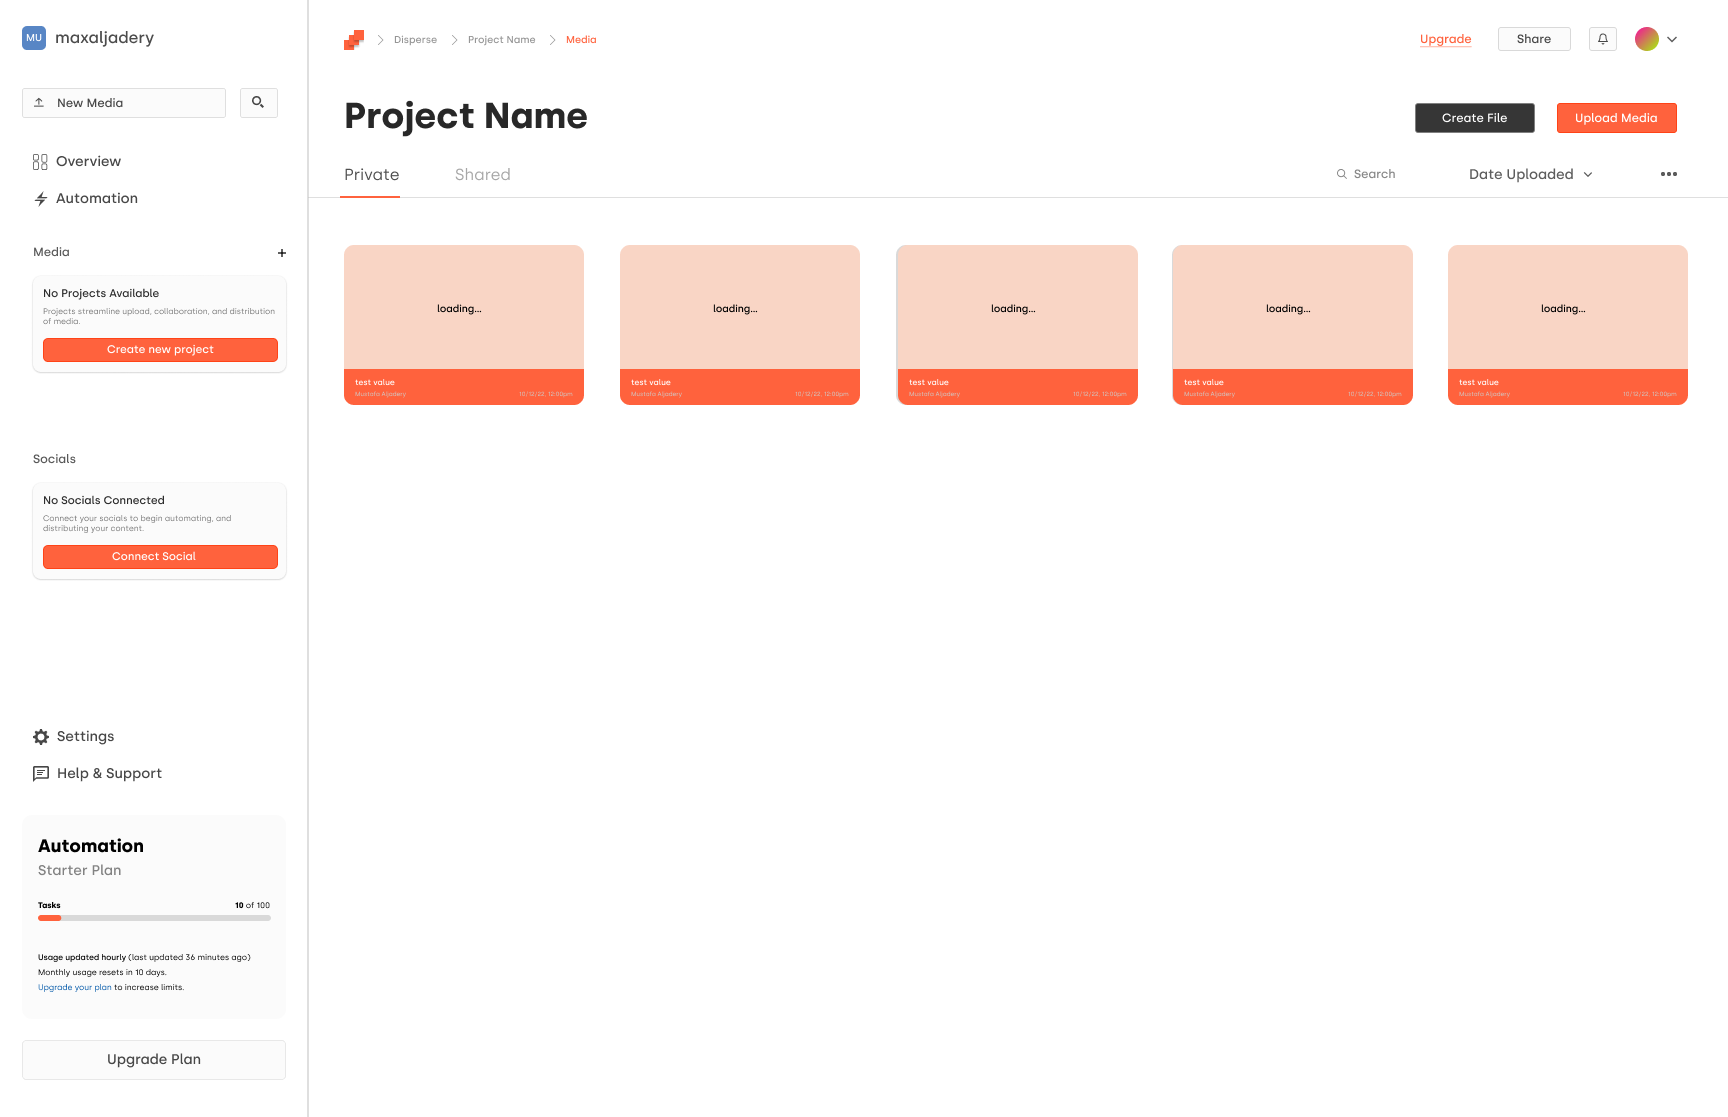 MU maxaljadery
New Media
Overview
Automation
Media
No Projects Available
Projects streamline upload, collaboration, and distribution
of media.
Create new project
Socials
No Socials Connected
Connect your socials to begin automating, and
distributing your content.
Connect Social
Settings
Help & Support
Automation
Starter Plan
Tasks 10 of 100
Usage updated hourly (last updated 36 minutes ago)
Monthly usage resets in 10 days.
Upgrade your plan to increase limits.
Upgrade Plan
Disperse Project Name Media
Upgrade Share
Project Name
Create File Upload Media
Private Shared Search Date Uploaded
loading... loading... loading... loading... loading...
test value test value test value test value test value
Mustafa Aljadery 10/12/22, 12:00pm Mustafa Aljadery 10/12/22, 12:00pm Mustafa Aljadery 10/12/22, 12:00pm Mustafa Aljadery 10/12/22, 12:00pm Mustafa Aljadery 10/12/22, 12:00pm